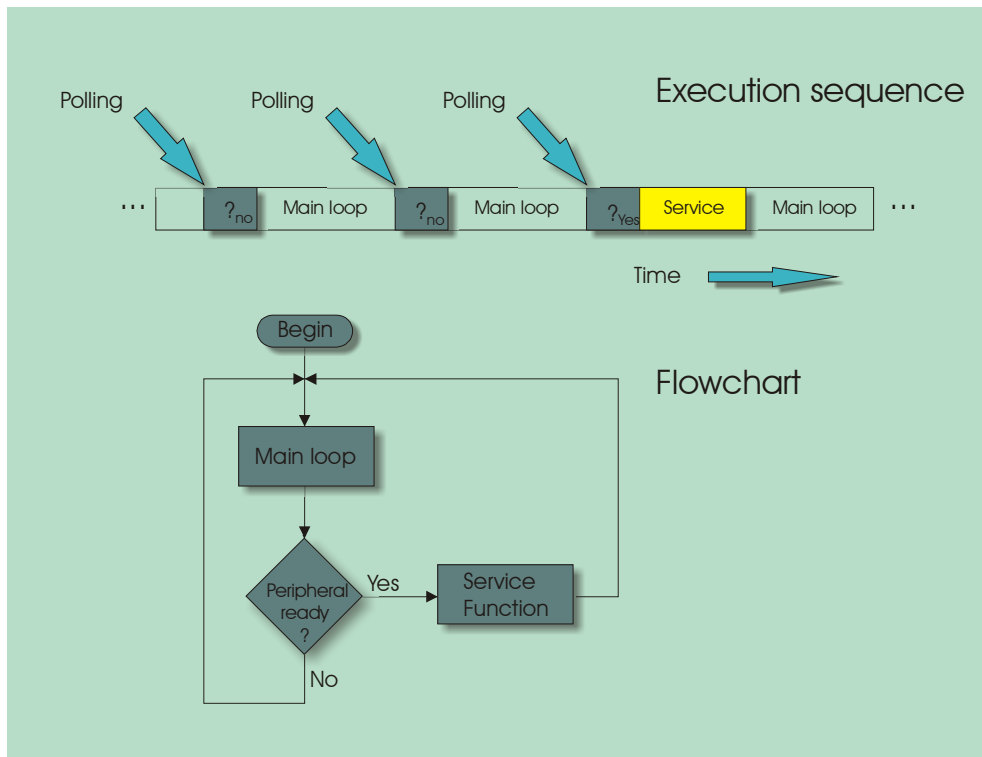 Execution sequence
Polling Polling Polling
... ?no Main loop ?no Main loop ?Yes Service Main loop ...
Time
Begin
Flowchart
Main loop
Peripheral
ready
?
Yes
Service
Function
No